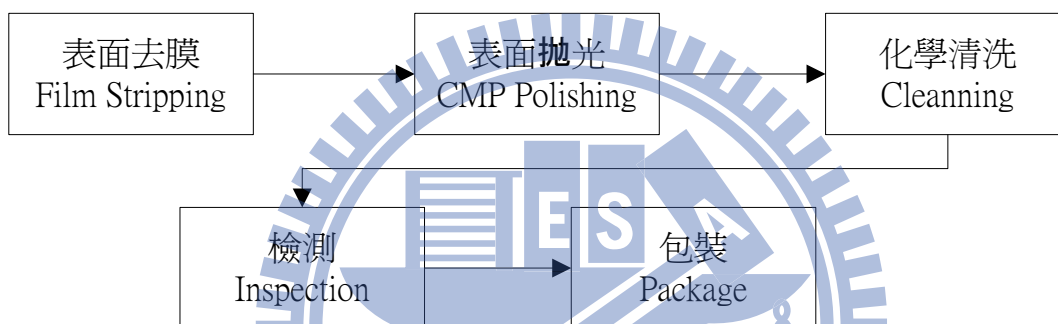 表面去膜
Film Stripping
表面拋光
CMP Polishing
化學清洗
Cleanning
檢測
Inspection
包裝
Package
E S A
8